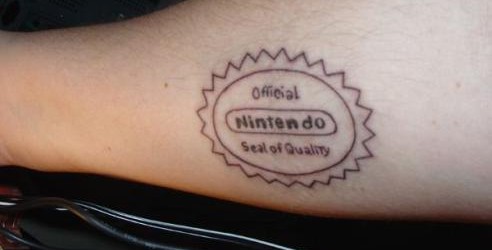 Official
Nintendo
Seal of Quality